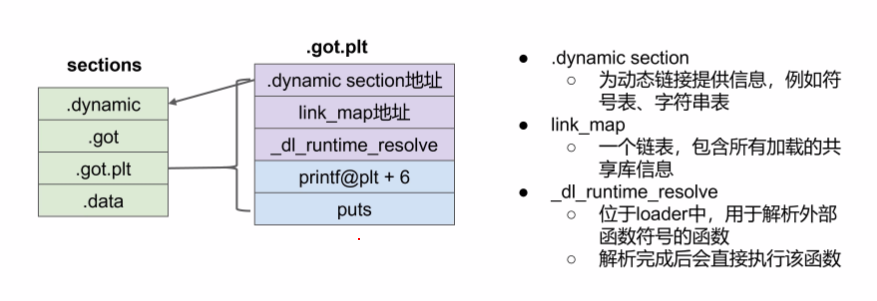 sections
.dynamic
.got
.got.plt
.data
.got.plt
.dynamic section地址
link_map地址
_dl_runtime_resolve
printf@plt + 6
puts
● .dynamic section
○ 为动态链接提供信息，例如符
号表、字符串表
● link_map
○ 一个链表，包含所有加载的共
享库信息
● _dl_runtime_resolve
○ 位于loader中，用于解析外部
函数符号的函数
○ 解析完成后会直接执行该函数